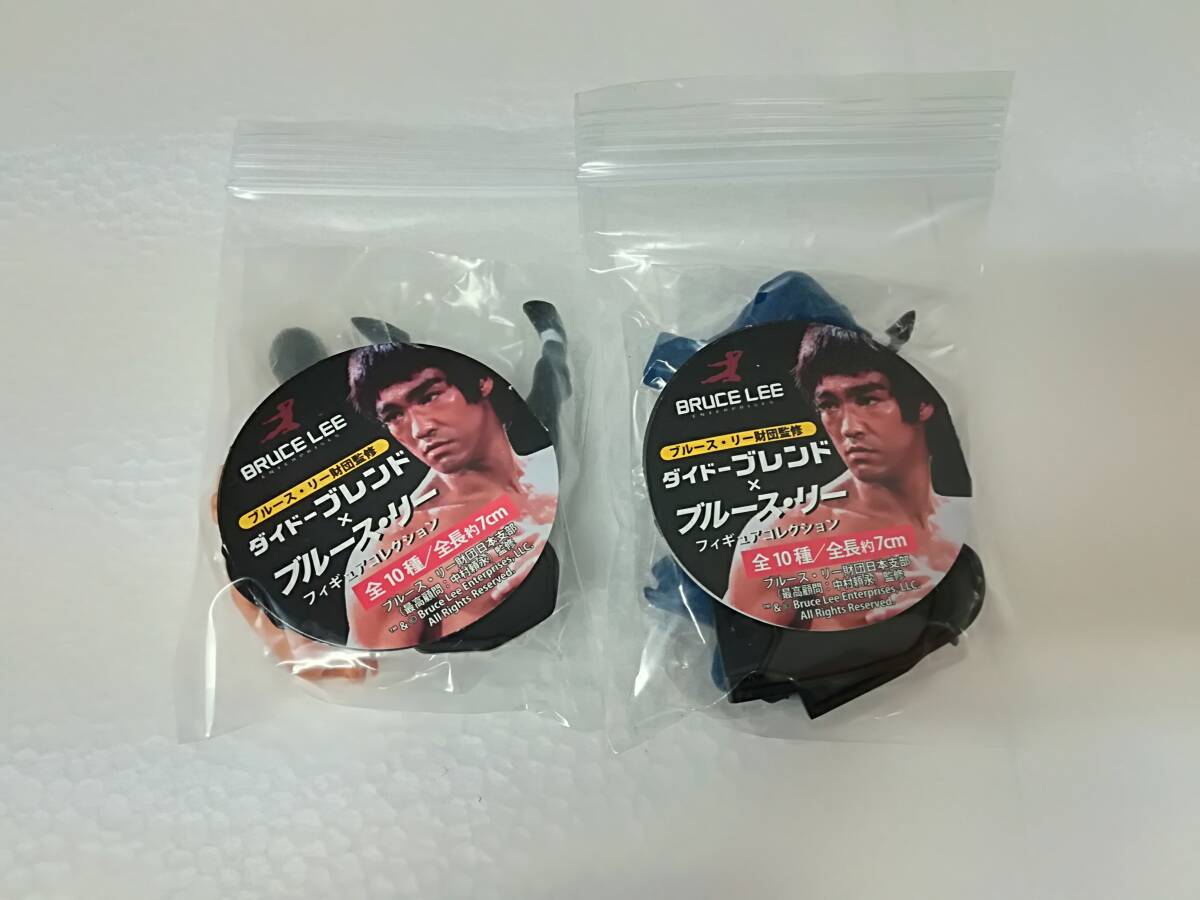 BRUCE LEE
ENTERPRISES
ブルース・リー財団監修
ダイドーブレンド
×
ブルース・リー
フィギュアコレクション
全10種/全長約7cm
ブルース・リー財団日本支部
(最高顧問：中村頼永 監修)
™ & © Bruce Lee Enterprises, LLC.
All Rights Reserved.
BRUCE LEE
ENTERPRISES
ブルース・リー財団監修
ダイドーブレンド
×
ブルース・リー
フィギュアコレクション
全10種/全長約7cm
ブルース・リー財団日本支部
(最高顧問：中村頼永 監修)
™ & © Bruce Lee Enterprises, LLC.
All Rights Reserved.